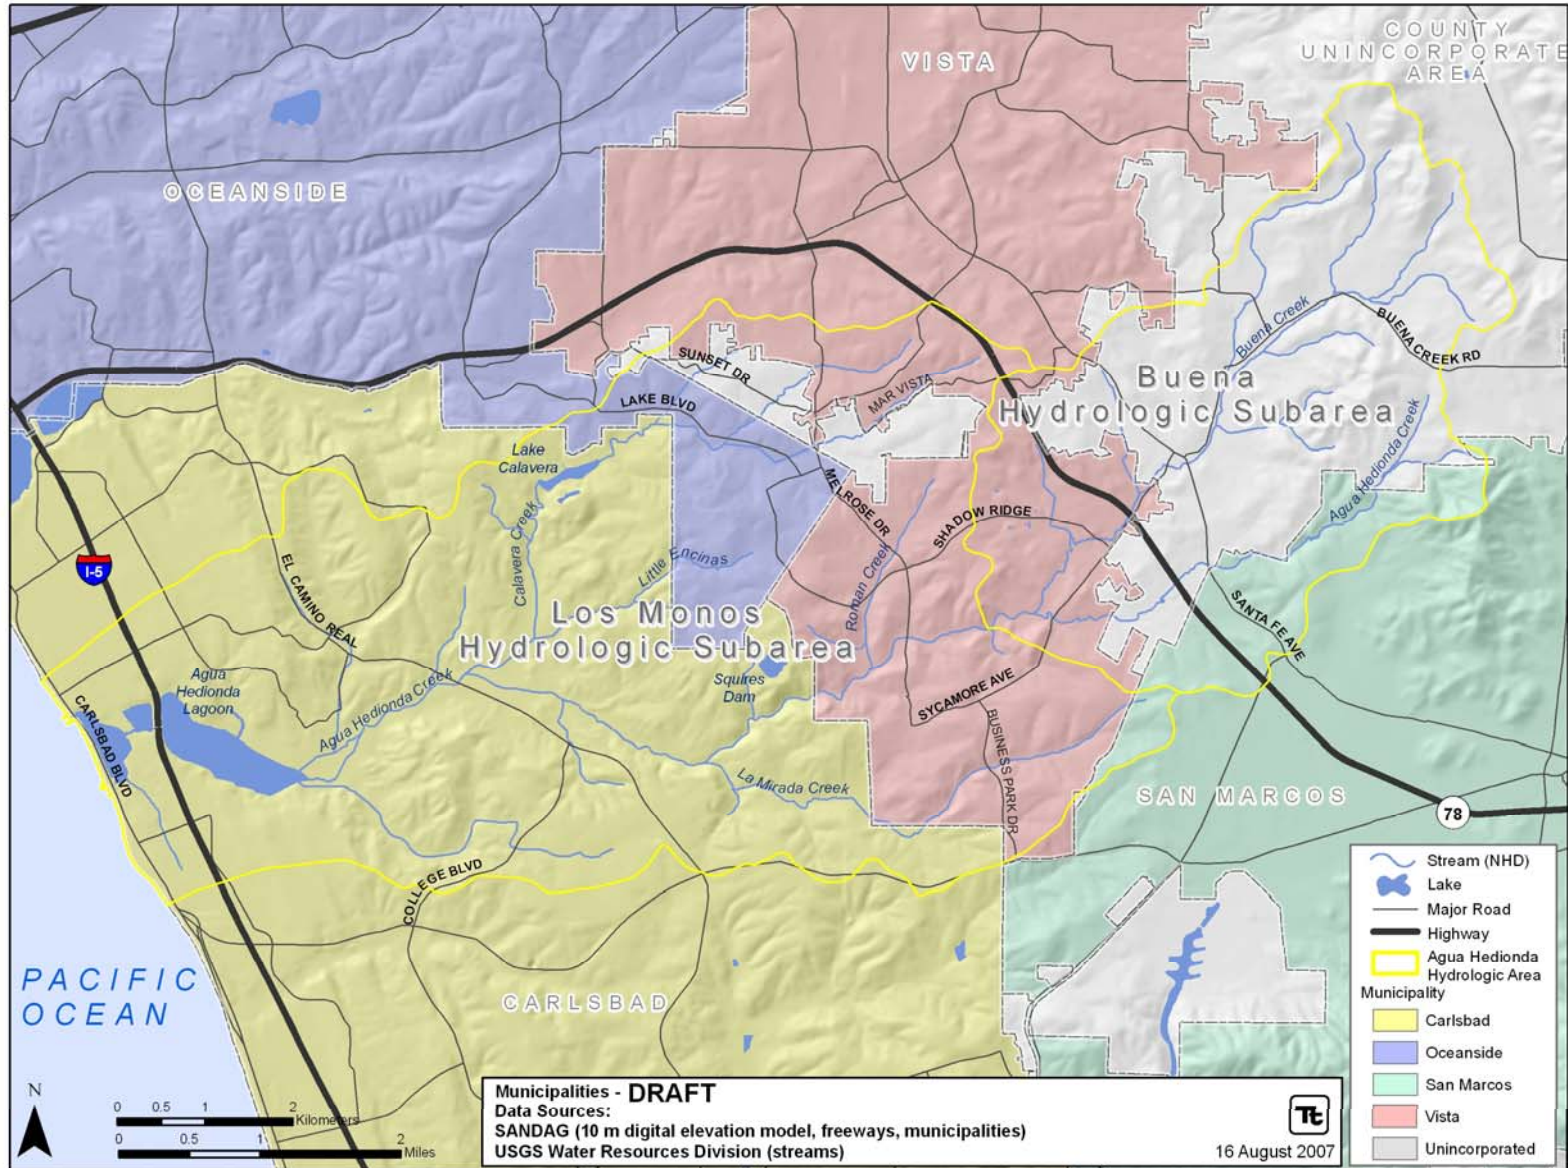 COUNTY
UNINCORPORATE
AREA
VISTA
OCEANSIDE
Buena Creek
BUENA CREEK RD
SUNSET DR
MAR VISTA
Buena
Hydrologic Subarea
LAKE BLVD
Lake
Calavera
Agua Hedionda Creek
MELROSE DR
SHADOW RIDGE
Calavera Creek
I-5
EL CAMINO REAL
Little Encinas
Roman Creek
Los Monos
Hydrologic Subarea
SANTA FE AVE
Agua
Hedionda
Lagoon
Squires
Dam
SYCAMORE AVE
CARLSBAD BLVD
Agua Hedionda Creek
BUSINESS PARK DR
La Mirada Creek
SAN MARCOS
78
COLLEGE BLVD
PACIFIC
OCEAN
CARLSBAD
Stream (NHD)
Lake
Major Road
Highway
Agua Hedionda
Hydrologic Area
Municipality
Carlsbad
Oceanside
San Marcos
Vista
Unincorporated
N
0 0.5 1 2
Kilometers
0 0.5 1 2
Miles
Municipalities - DRAFT
Data Sources:
SANDAG (10 m digital elevation model, freeways, municipalities)
USGS Water Resources Division (streams)
Tt
16 August 2007